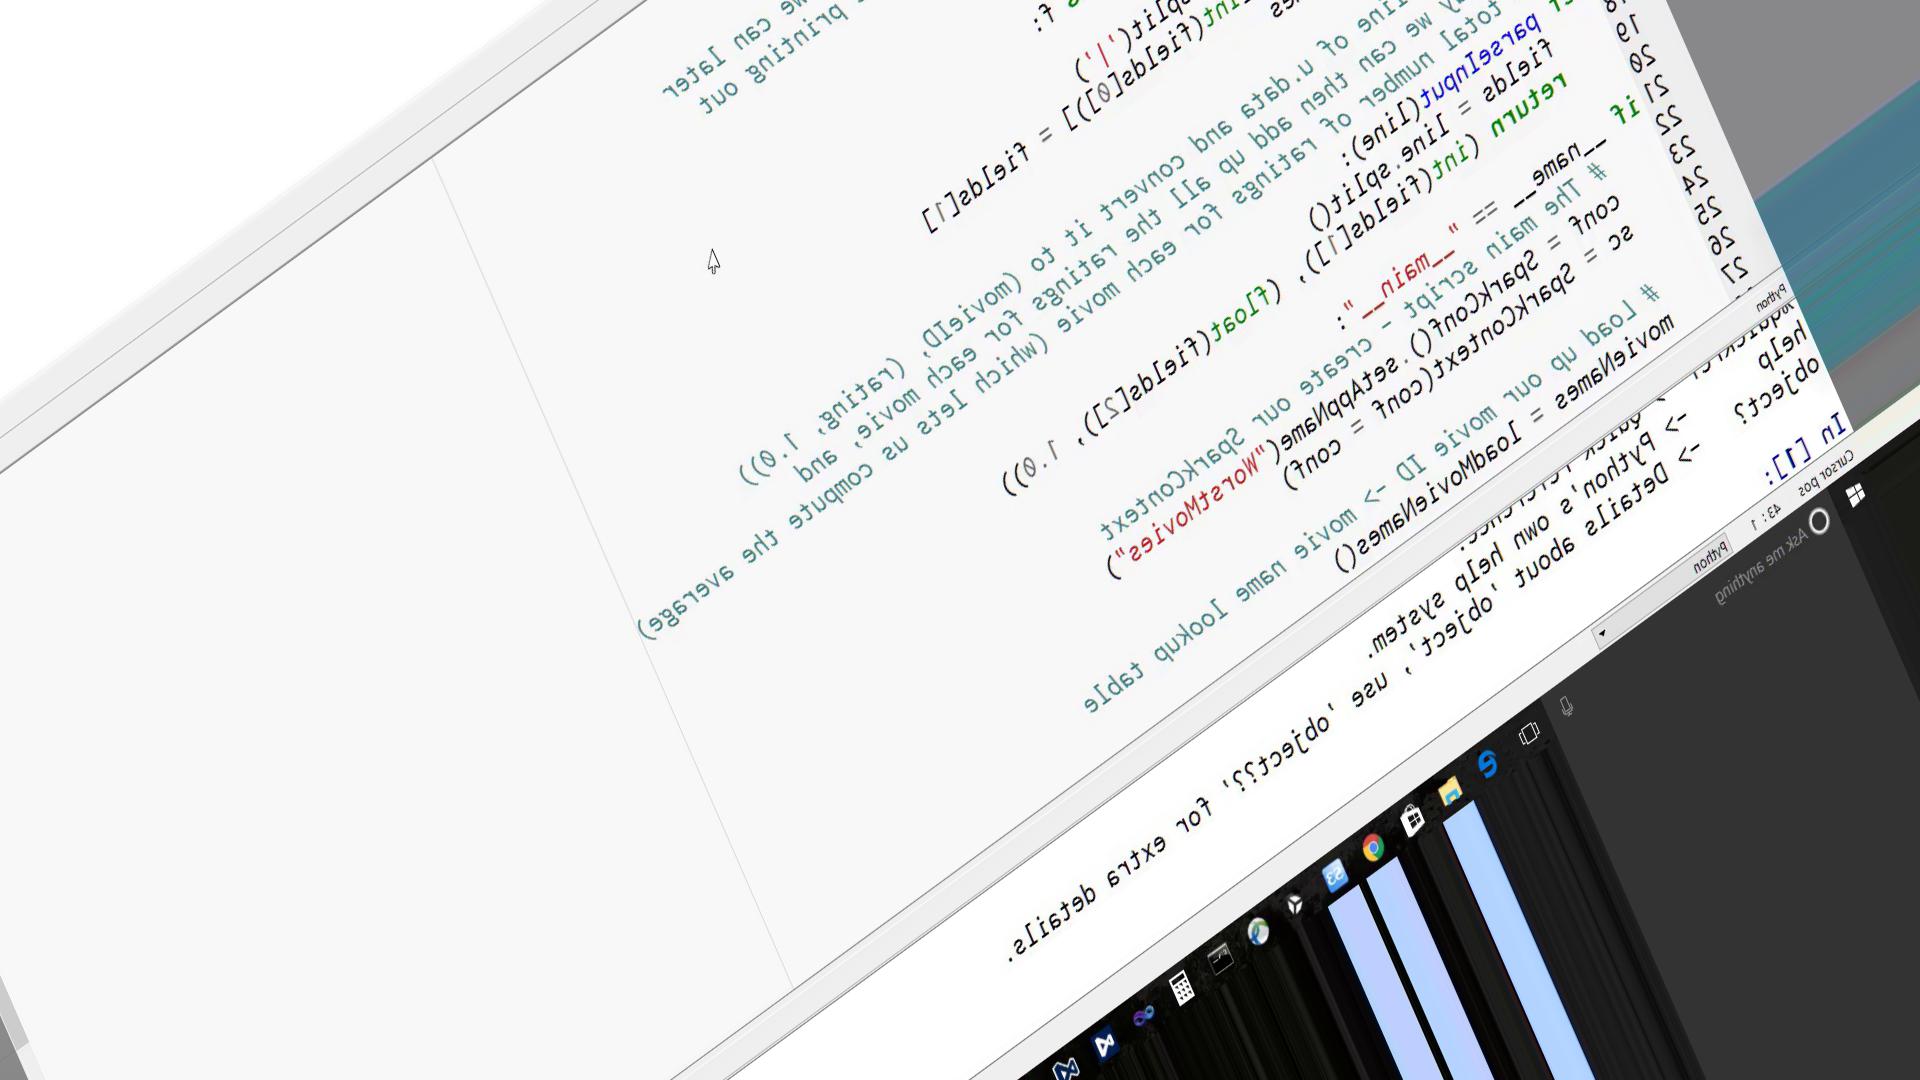 we can later
printing out
f:
split('|')
(fields[0])] = fields[1]
of u.data and convert it to (movieID, (rating, 1.0))
we can then add up all the ratings for each movie, and
total number of ratings for each movie (which lets us compute the average)
parseInput(line):
fields = line.split()
return (int(fields[1]), (float(fields[2]), 1.0))
if __name__ == "__main__":
# The main script - create our SparkContext
conf = SparkConf().setAppName("WorstMovies")
sc = SparkContext(conf = conf)
# Load up our movie ID -> movie name lookup table
movieNames = loadMovieNames()
19
20
21
22
23
24
25
26
27
Python
help -> Python's own help system.
object? -> Details about 'object', use 'object??' for extra details.
In [1]:
Cursor pos 43 : 1 Python
Ask me anything